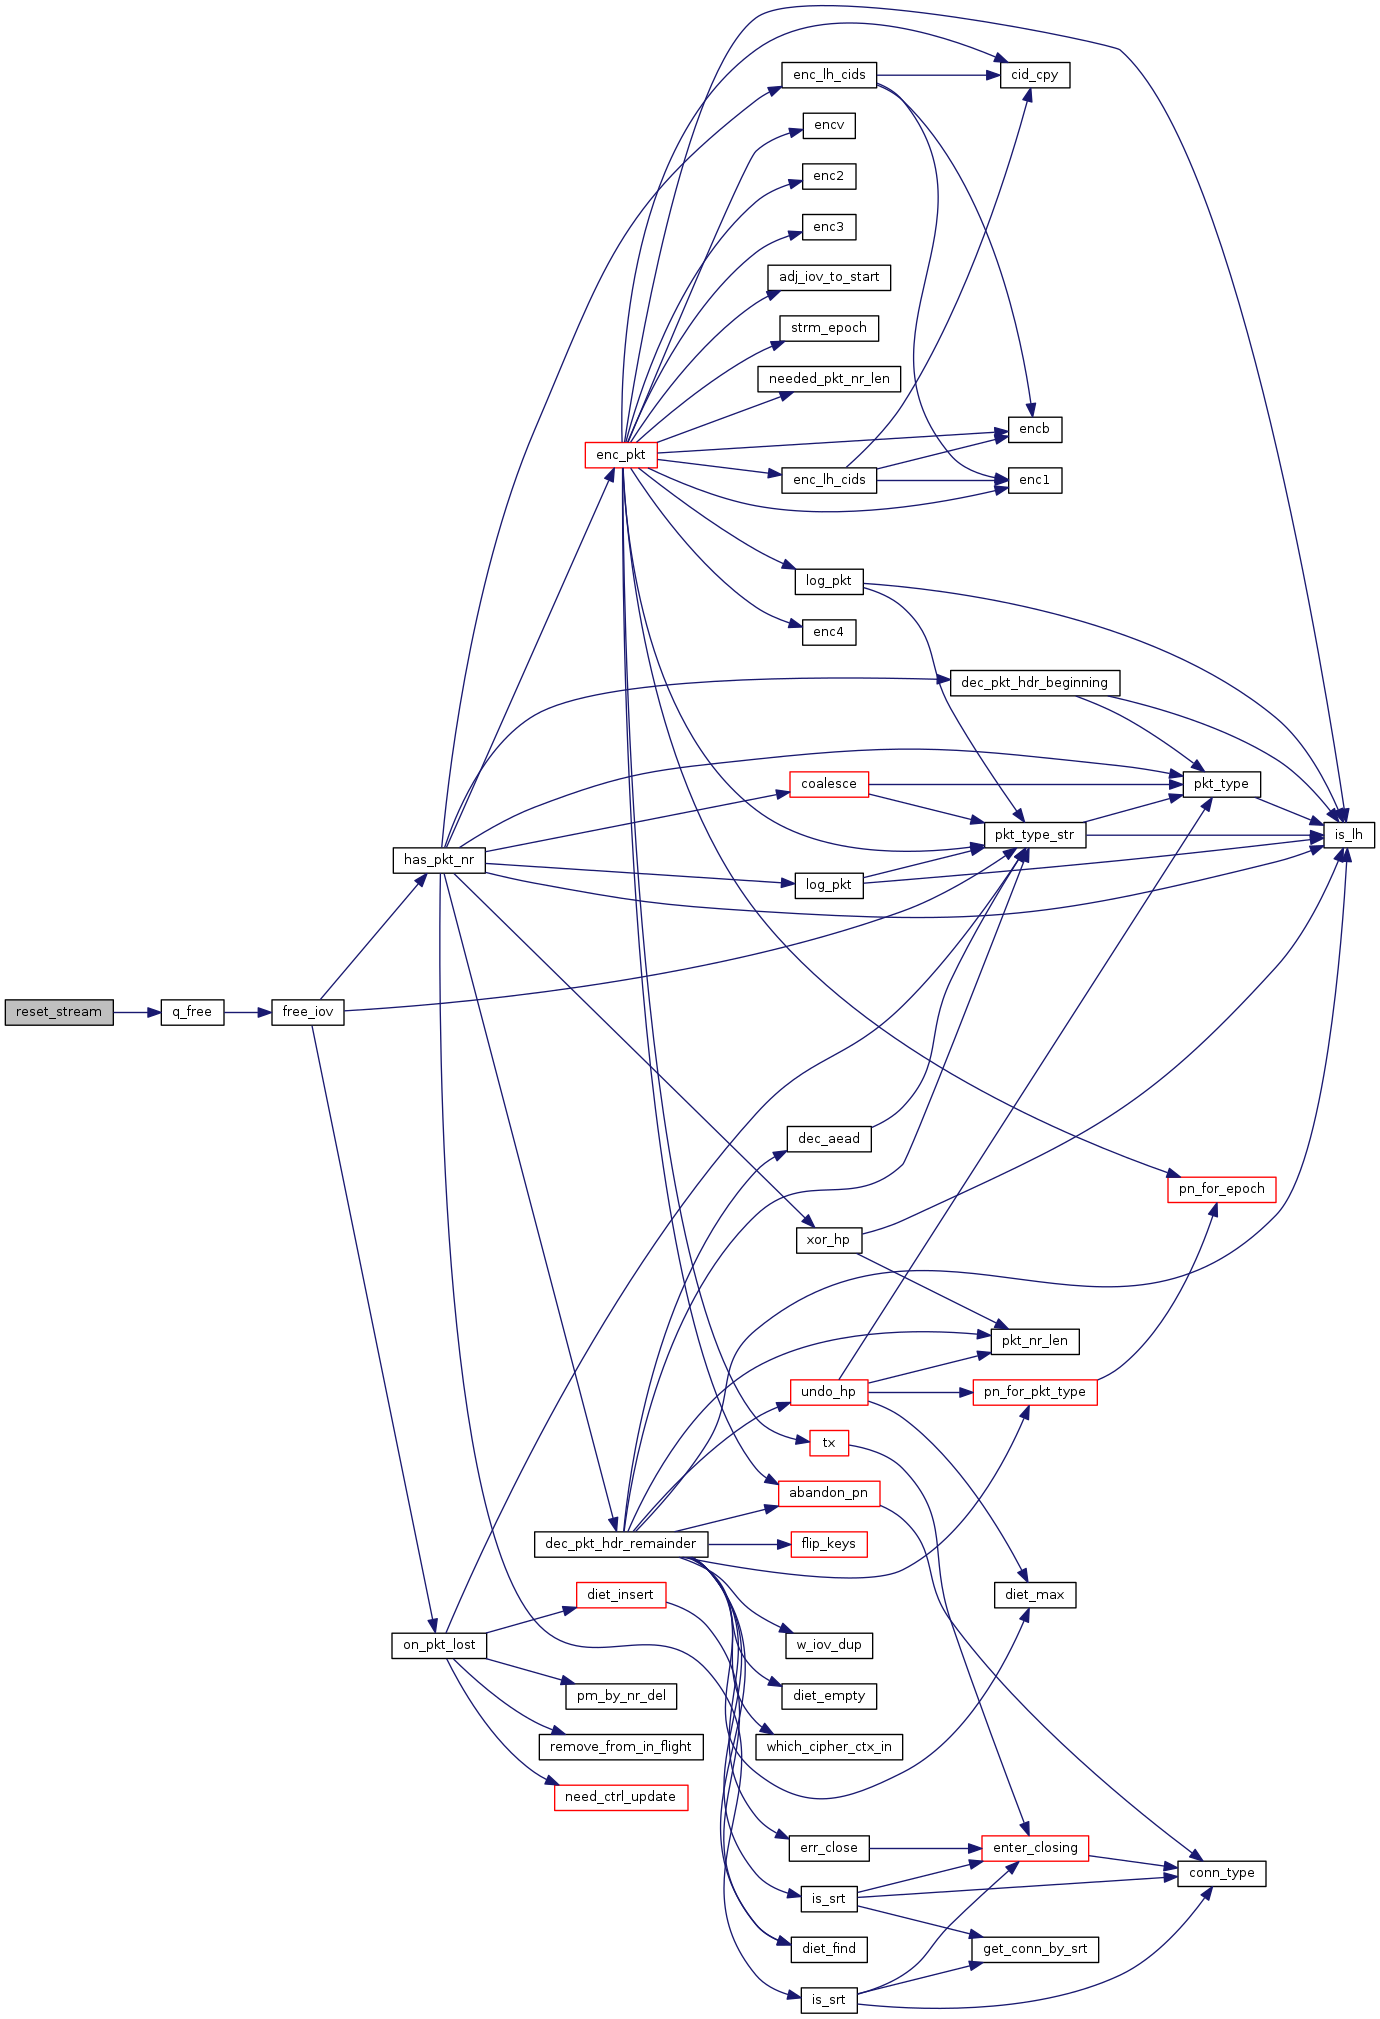 enc_lh_cids
cid_cpy
encv
enc2
enc3
adj_iov_to_start
strm_epoch
needed_pkt_nr_len
encb
enc_pkt
enc_lh_cids
enc1
log_pkt
enc4
dec_pkt_hdr_beginning
coalesce
pkt_type
pkt_type_str
is_lh
has_pkt_nr
log_pkt
reset_stream
q_free
free_iov
dec_aead
pn_for_epoch
xor_hp
pkt_nr_len
undo_hp
pn_for_pkt_type
tx
abandon_pn
dec_pkt_hdr_remainder
flip_keys
diet_insert
diet_max
on_pkt_lost
w_iov_dup
pm_by_nr_del
diet_empty
remove_from_in_flight
which_cipher_ctx_in
need_ctrl_update
err_close
enter_closing
conn_type
is_srt
diet_find
get_conn_by_srt
is_srt